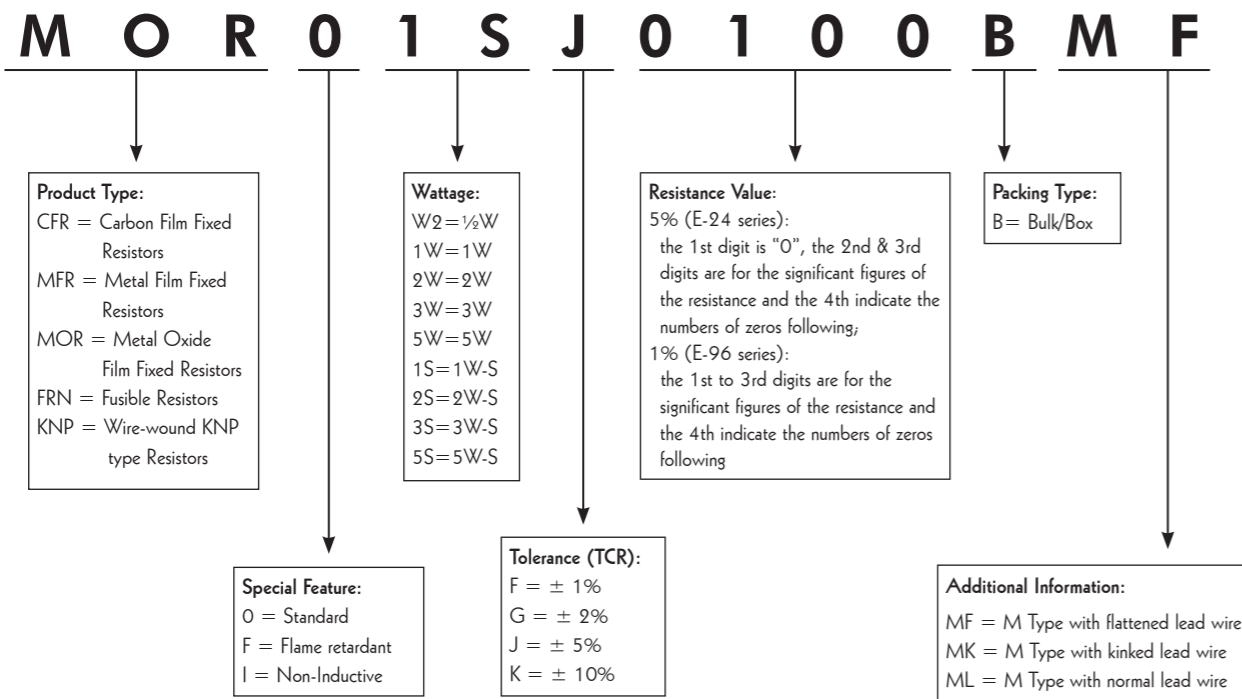 M O R 0 1 S J 0 1 0 0 B M F
Product Type:
CFR = Carbon Film Fixed
Resistors
MFR = Metal Film Fixed
Resistors
MOR = Metal Oxide
Film Fixed Resistors
FRN = Fusible Resistors
KNP = Wire-wound KNP
type Resistors
Special Feature:
0 = Standard
F = Flame retardant
I = Non-Inductive
Wattage:
W2=½W
1W=1W
2W=2W
3W=3W
5W=5W
1S=1W-S
2S=2W-S
3S=3W-S
5S=5W-S
Tolerance (TCR):
F = ± 1%
G = ± 2%
J = ± 5%
K = ± 10%
Resistance Value:
5% (E-24 series):
the 1st digit is "0", the 2nd & 3rd
digits are for the significant figures of
the resistance and the 4th indicate the
numbers of zeros following;
1% (E-96 series):
the 1st to 3rd digits are for the
significant figures of the resistance and
the 4th indicate the numbers of zeros
following
Packing Type:
B= Bulk/Box
Additional Information:
MF = M Type with flattened lead wire
MK = M Type with kinked lead wire
ML = M Type with normal lead wire